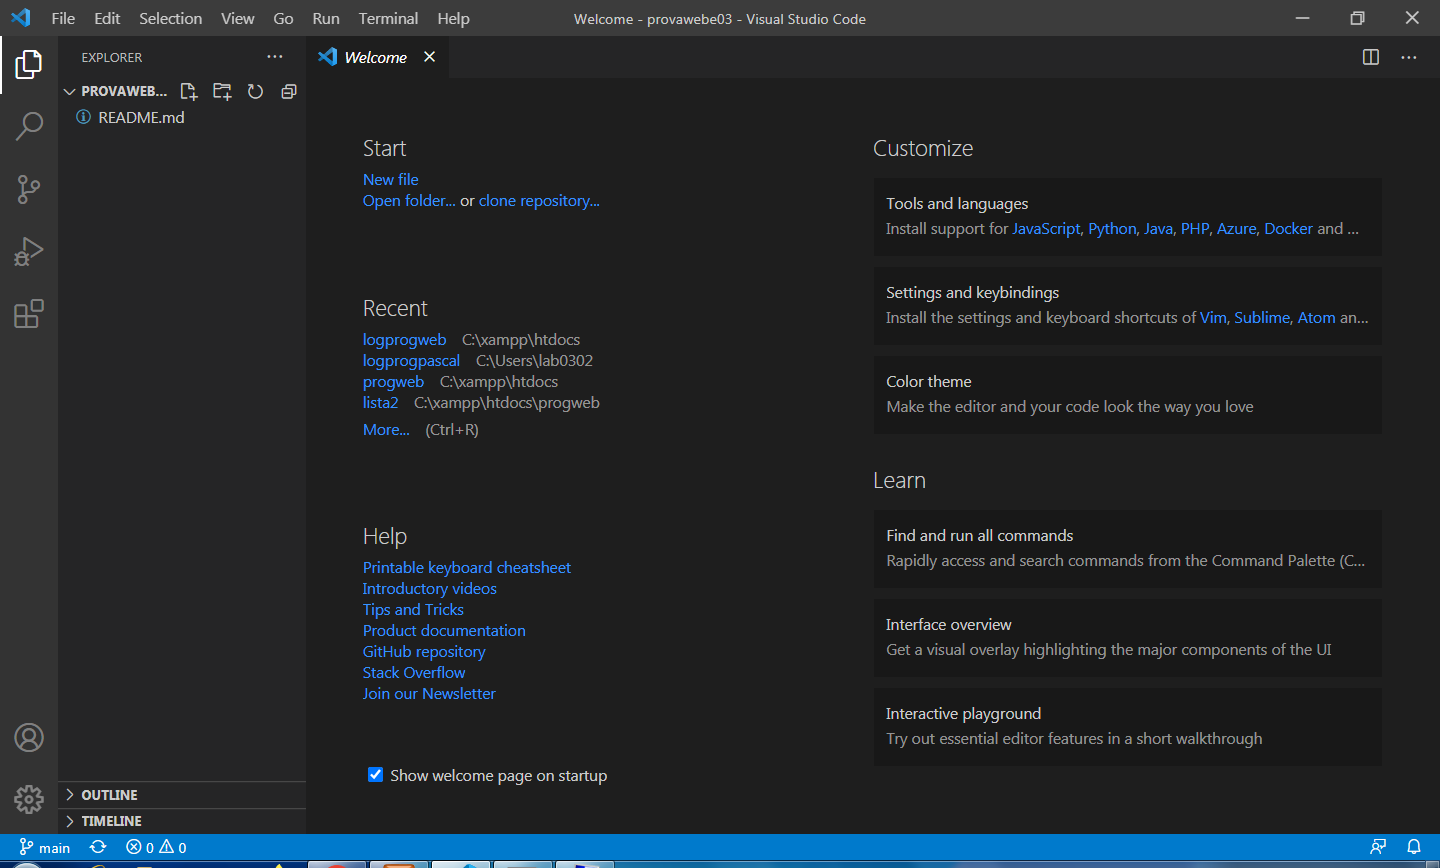 File Edit Selection View Go Run Terminal Help
Welcome - provawebe03 - Visual Studio Code
EXPLORER
PROVAWEB...
README.md
OUTLINE
TIMELINE
Welcome
Start
New file
Open folder... or clone repository...
Recent
logprogweb C:\xampp\htdocs
logprogpascal C:\Users\lab0302
progweb C:\xampp\htdocs
lista2 C:\xampp\htdocs\progweb
More... (Ctrl+R)
Help
Printable keyboard cheatsheet
Introductory videos
Tips and Tricks
Product documentation
GitHub repository
Stack Overflow
Join our Newsletter
Show welcome page on startup
Customize
Tools and languages
Install support for JavaScript, Python, Java, PHP, Azure, Docker and ...
Settings and keybindings
Install the settings and keyboard shortcuts of Vim, Sublime, Atom an...
Color theme
Make the editor and your code look the way you love
Learn
Find and run all commands
Rapidly access and search commands from the Command Palette (C...
Interface overview
Get a visual overlay highlighting the major components of the UI
Interactive playground
Try out essential editor features in a short walkthrough
main 0 0